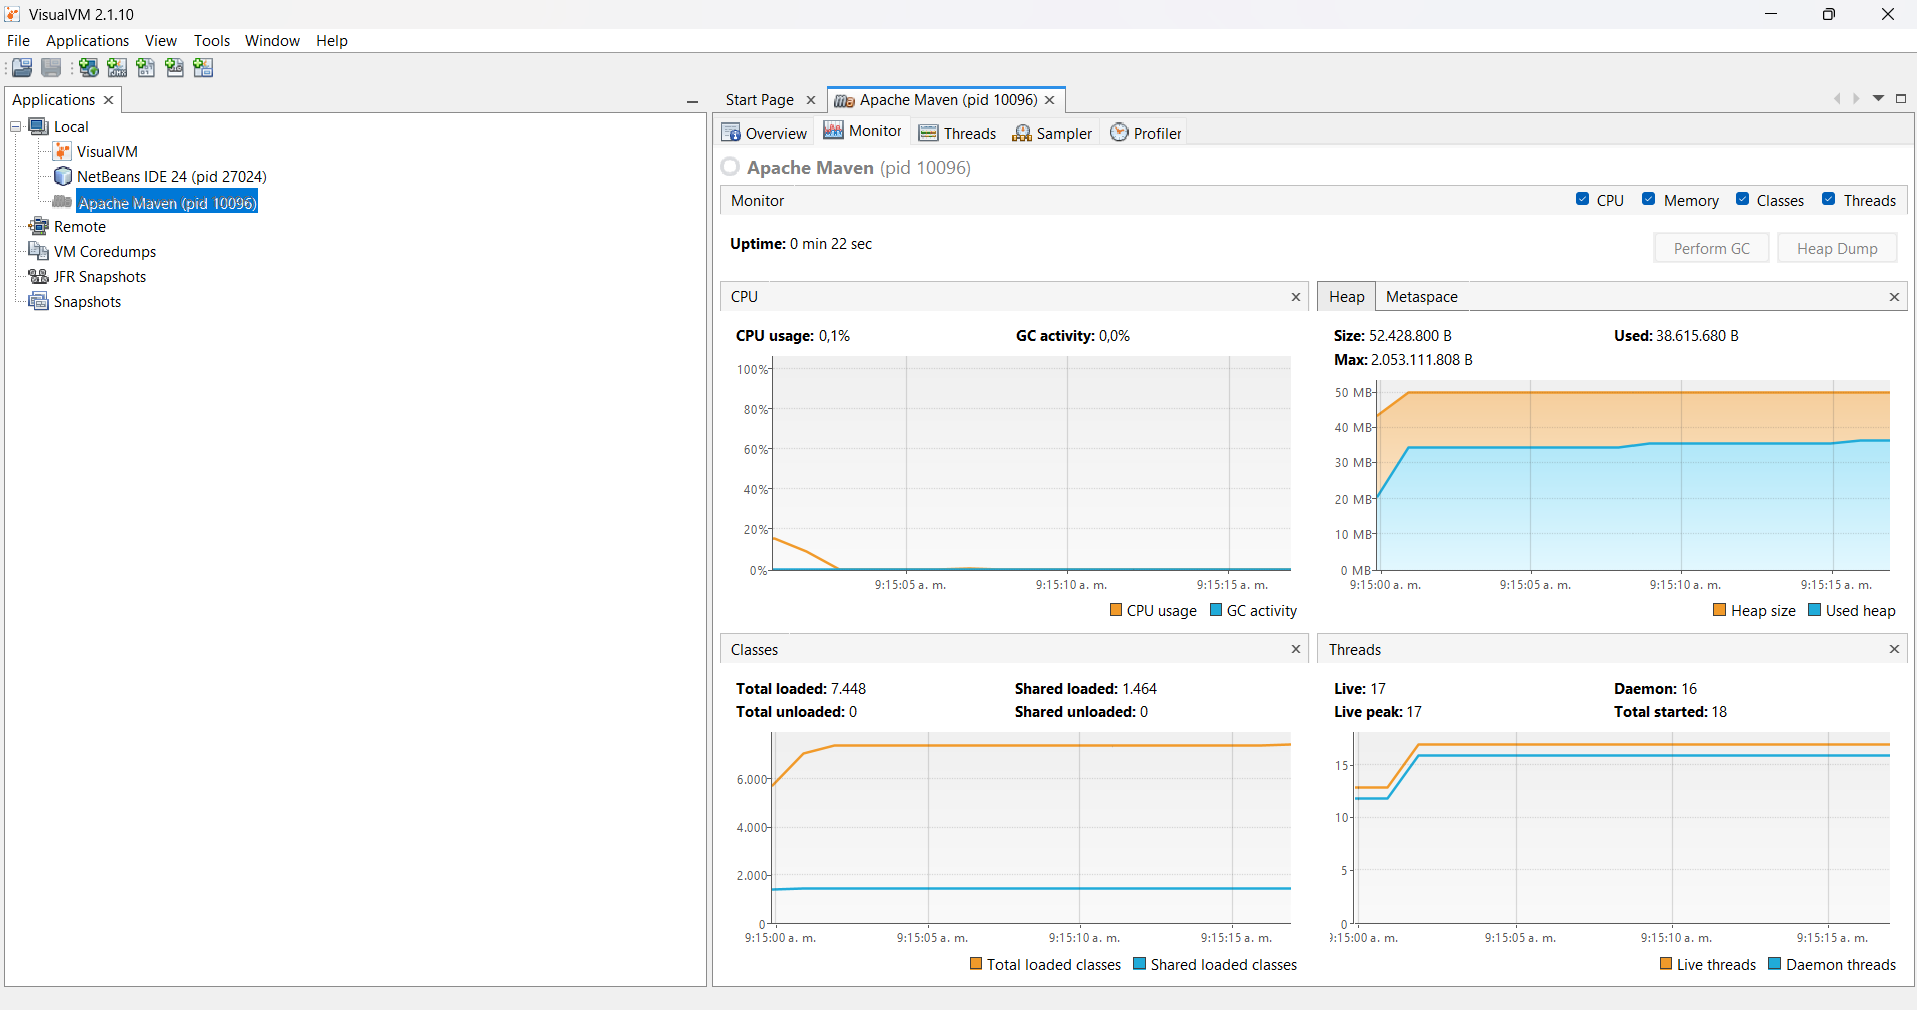 VisualVM 2.1.10
File Applications View Tools Window Help
Applications
Local
VisualVM
NetBeans IDE 24 (pid 27024)
Apache Maven (pid 10096)
Remote
VM Coredumps
JFR Snapshots
Snapshots
Start Page Apache Maven (pid 10096)
Overview Monitor Threads Sampler Profiler
Apache Maven (pid 10096)
Monitor CPU Memory Classes Threads
Uptime: 0 min 22 sec
Perform GC Heap Dump
CPU
CPU usage: 0,1% GC activity: 0,0%
100%
80%
60%
40%
20%
0%
9:15:05 a. m. 9:15:10 a. m. 9:15:15 a. m.
CPU usage GC activity
Heap Metaspace
Size: 52.428.800 B Used: 38.615.680 B
Max: 2.053.111.808 B
50 MB
40 MB
30 MB
20 MB
10 MB
0 MB
9:15:00 a. m. 9:15:05 a. m. 9:15:10 a. m. 9:15:15 a. m.
Heap size Used heap
Classes
Total loaded: 7.448 Shared loaded: 1.464
Total unloaded: 0 Shared unloaded: 0
6.000
4.000
2.000
0
9:15:00 a. m. 9:15:05 a. m. 9:15:10 a. m. 9:15:15 a. m.
Total loaded classes Shared loaded classes
Threads
Live: 17 Daemon: 16
Live peak: 17 Total started: 18
15
10
5
0
9:15:00 a. m. 9:15:05 a. m. 9:15:10 a. m. 9:15:15 a. m.
Live threads Daemon threads